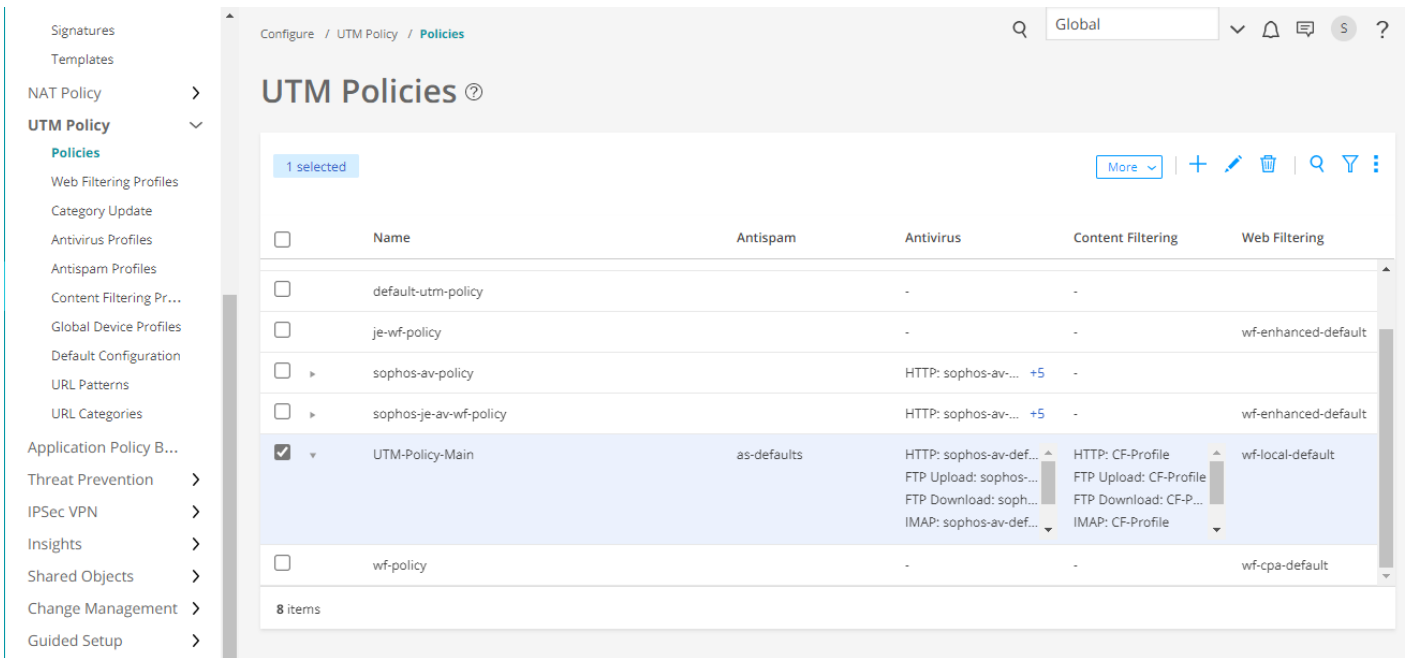 Signatures
Templates
NAT Policy
UTM Policy
Policies
Web Filtering Profiles
Category Update
Antivirus Profiles
Antispam Profiles
Content Filtering Pr...
Global Device Profiles
Default Configuration
URL Patterns
URL Categories
Application Policy B...
Threat Prevention
IPSec VPN
Insights
Shared Objects
Change Management
Guided Setup
Configure / UTM Policy / Policies
Global
S
?
UTM Policies ?
1 selected
More
Name Antispam Antivirus Content Filtering Web Filtering
default-utm-policy - -
je-wf-policy - - wf-enhanced-default
sophos-av-policy HTTP: sophos-av-... +5 -
sophos-je-av-wf-policy HTTP: sophos-av-... +5 - wf-enhanced-default
UTM-Policy-Main as-defaults HTTP: sophos-av-def... HTTP: CF-Profile wf-local-default
FTP Upload: sophos-... FTP Upload: CF-Profile
FTP Download: soph... FTP Download: CF-P...
IMAP: sophos-av-def... IMAP: CF-Profile
wf-policy - - wf-cpa-default
8 items